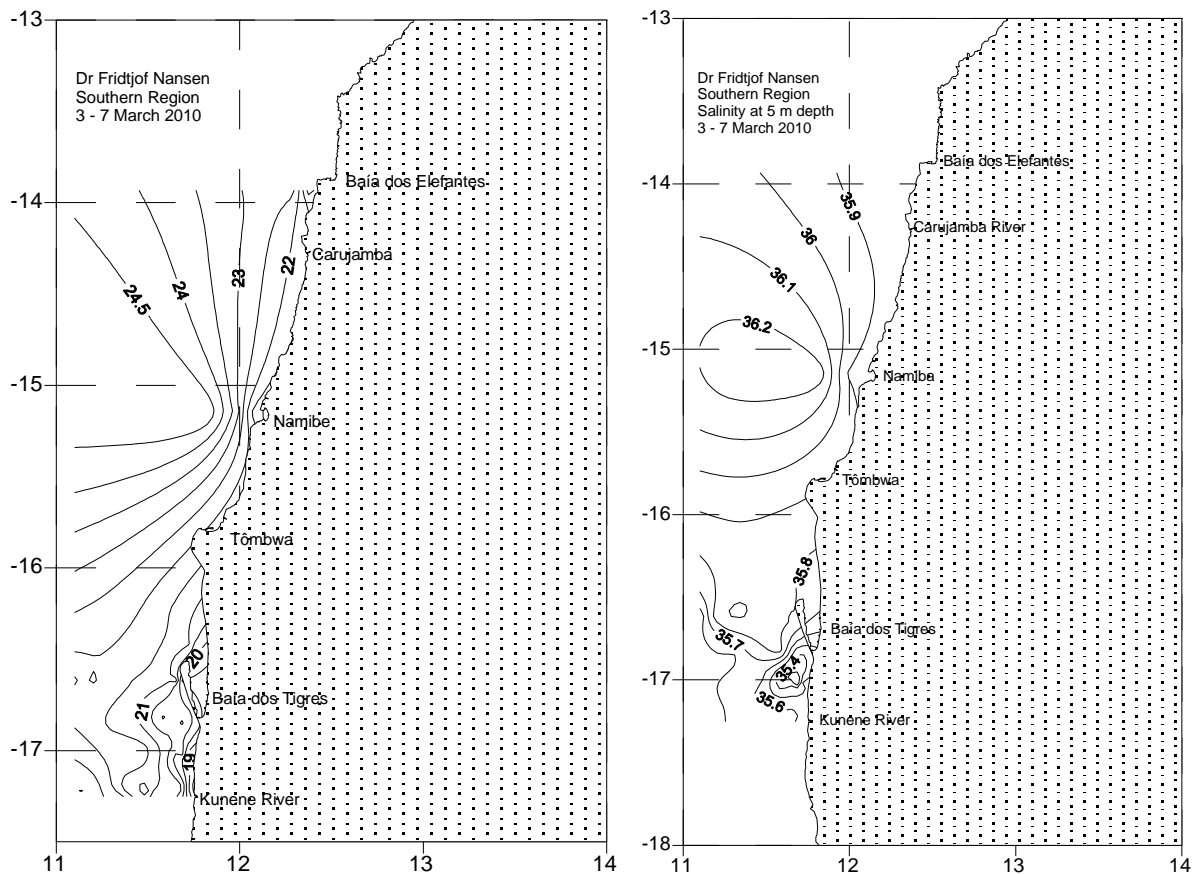 -13
Dr Fridtjof Nansen
Southern Region
3 - 7 March 2010
Baía dos Elefantes
-14
Carujamba
22
23
24
24.5
-15
Namibe
Tômbwa
-16
20
Baía dos Tigres
21
-17
19
Kunene River
11
12
13
14
-13
Dr Fridtjof Nansen
Southern Region
Salinity at 5 m depth
3 - 7 March 2010
Baía dos Elefantes
-14
35.9
Carujamba River
36
36.1
36.2
-15
Namibe
Tômbwa
-16
35.8
Baía dos Tigres
35.7
35.4
-17
35.6
Kunene River
-18
11
12
13
14